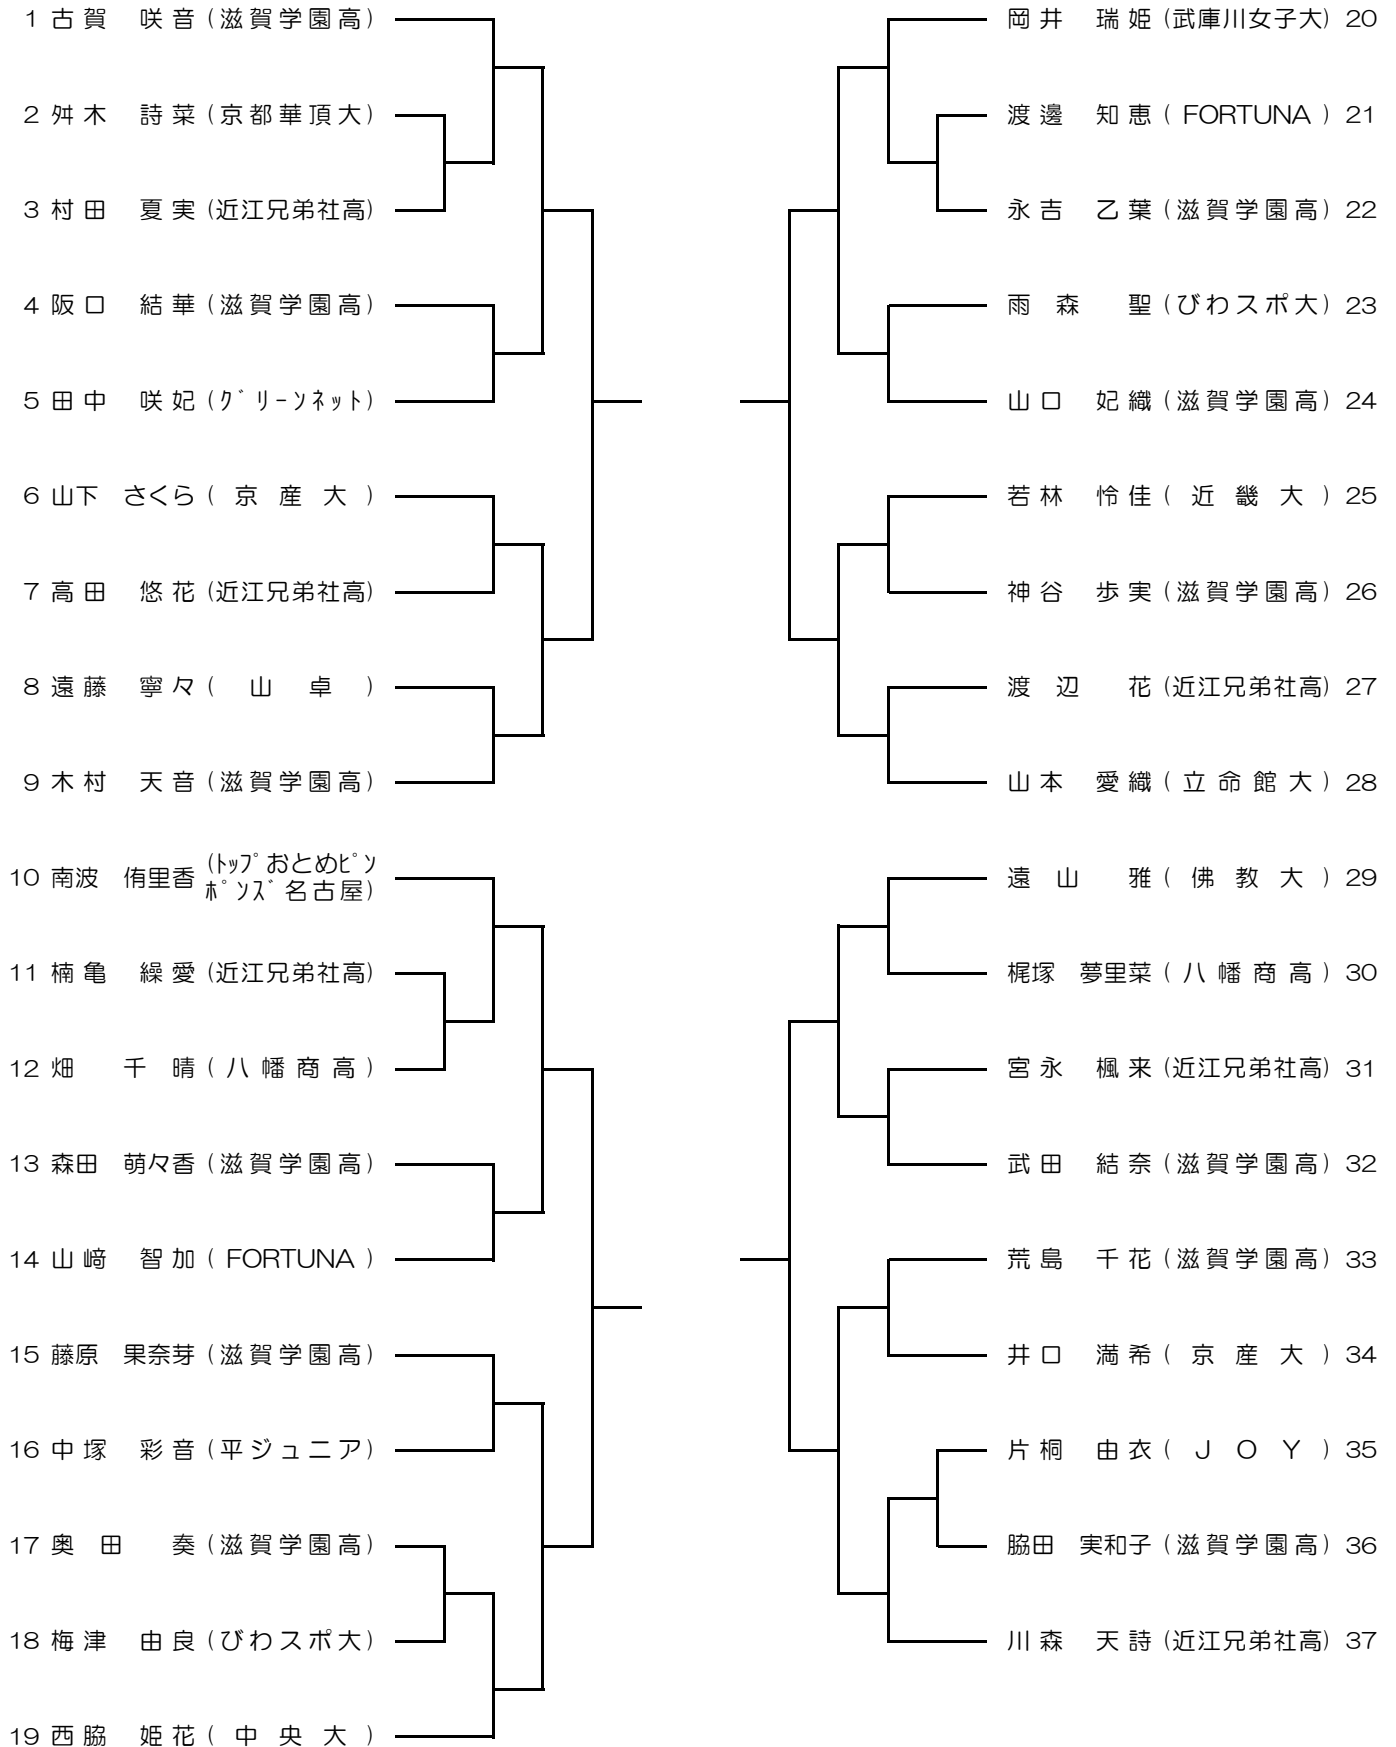 1 古賀 咲音 (滋賀学園高)
2 舛木 詩菜 (京都華頂大)
3 村田 夏実 (近江兄弟社高)
4 阪口 結華 (滋賀学園高)
5 田中 咲妃 (ｸﾞﾘｰﾝﾈｯﾄ)
6 山下 さくら (京産大)
7 高田 悠花 (近江兄弟社高)
8 遠藤 寧々 (山卓)
9 木村 天音 (滋賀学園高)
10 南波 侑里香 (ﾄｯﾌﾟおとめﾋﾟﾝ
ﾎﾟﾝｽﾞ名古屋)
11 楠亀 繰愛 (近江兄弟社高)
12 畑 千晴 (八幡商高)
13 森田 萌々香 (滋賀学園高)
14 山﨑 智加 (FORTUNA)
15 藤原 果奈芽 (滋賀学園高)
16 中塚 彩音 (平ジュニア)
17 奥田 奏 (滋賀学園高)
18 梅津 由良 (びわスポ大)
19 西脇 姫花 (中央大)
岡井 瑞姫 (武庫川女子大) 20
渡邊 知恵 (FORTUNA) 21
永吉 乙葉 (滋賀学園高) 22
雨森 聖 (びわスポ大) 23
山口 妃織 (滋賀学園高) 24
若林 怜佳 (近畿大) 25
神谷 歩実 (滋賀学園高) 26
渡辺 花 (近江兄弟社高) 27
山本 愛織 (立命館大) 28
遠山 雅 (佛教大) 29
梶塚 夢里菜 (八幡商高) 30
宮永 楓来 (近江兄弟社高) 31
武田 結奈 (滋賀学園高) 32
荒島 千花 (滋賀学園高) 33
井口 満希 (京産大) 34
片桐 由衣 (JOY) 35
脇田 実和子 (滋賀学園高) 36
川森 天詩 (近江兄弟社高) 37